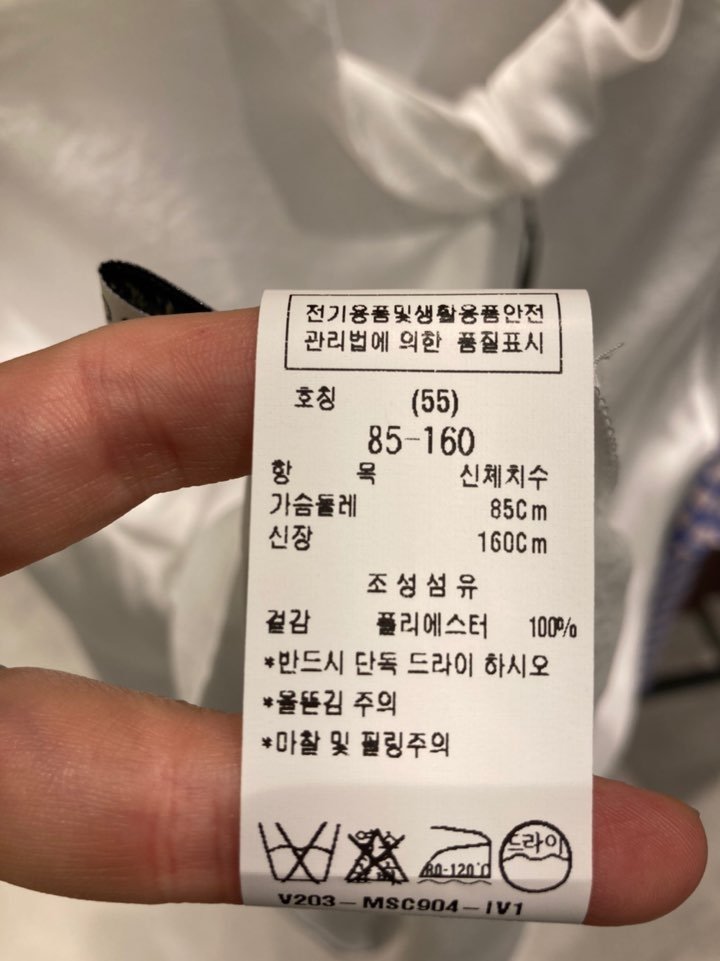 전기용품및생활용품안전
관리법에 의한 품질표시
호칭 (55)
85-160
항 목 신체치수
가슴둘레 85Cm
신장 160Cm
조성섬유
겉감 폴리에스터 100%
*반드시 단독 드라이 하시오
*올뜯김 주의
*마찰 및 필링주의
80-120℃ 드라이
V203-MSC904-IV1